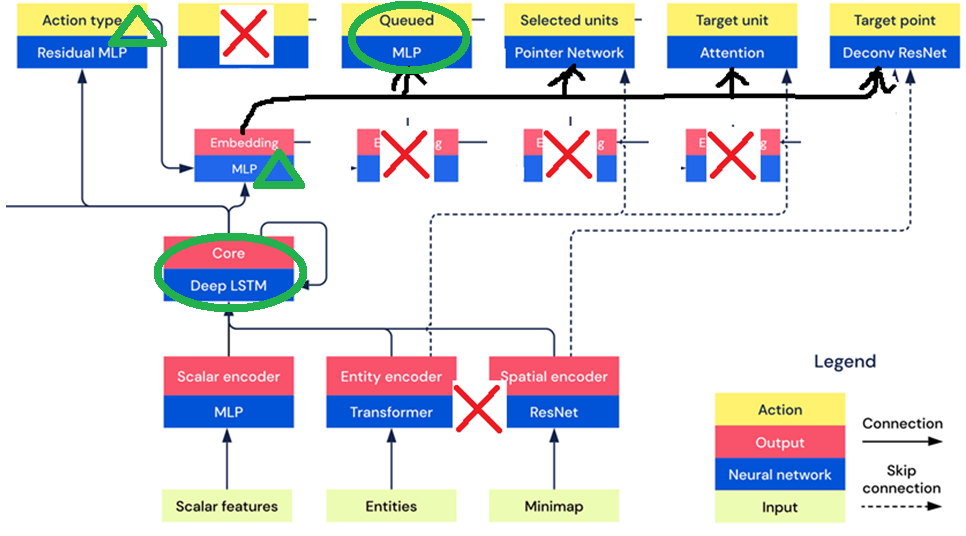 Action type
Queued
Selected units
Target unit
Target point
Residual MLP
MLP
Pointer Network
Attention
Deconv ResNet
Embedding
MLP
E
g
E
g
E
g
Core
Deep LSTM
Scalar encoder
Entity encoder
Spatial encoder
MLP
Transformer
ResNet
Scalar features
Entities
Minimap
Legend
Action
Output
Neural network
Input
Connection
Skip
connection